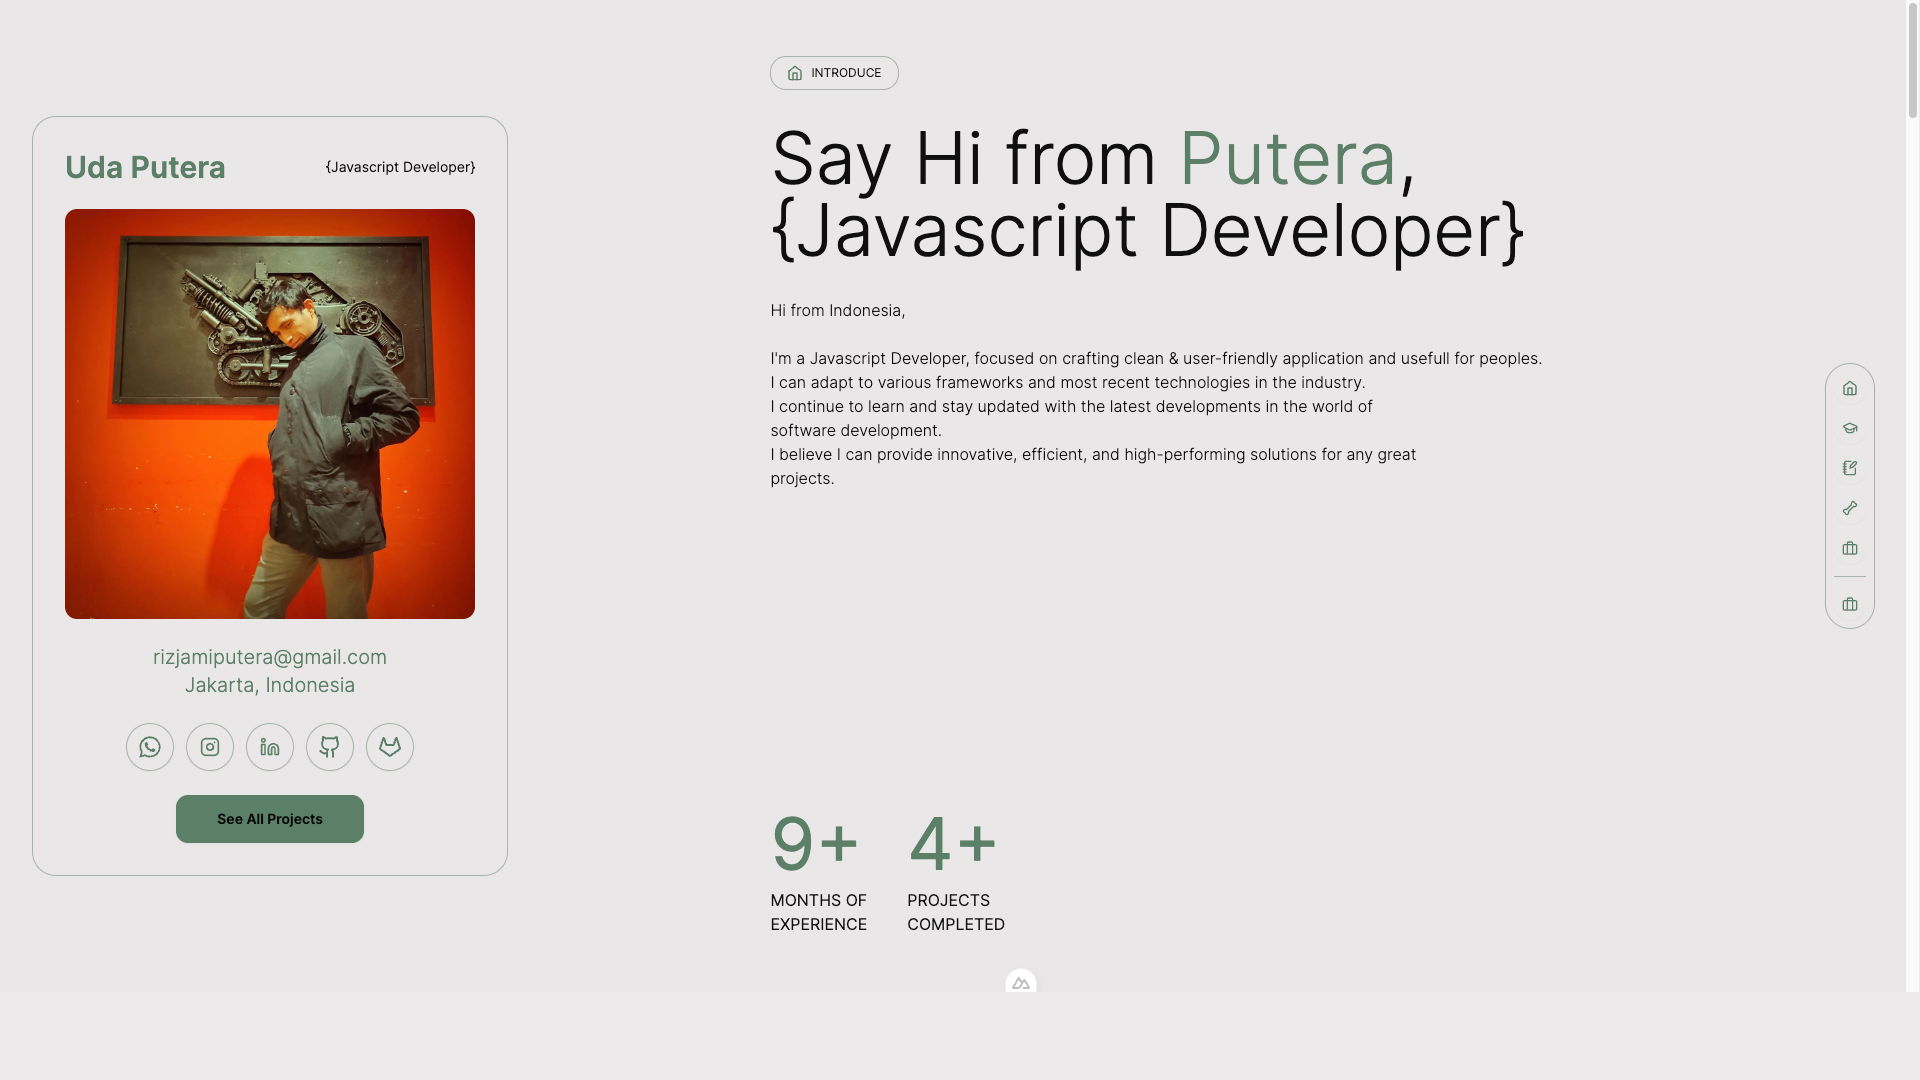 Uda Putera
{Javascript Developer}
rizjamiputera@gmail.com
Jakarta, Indonesia
See All Projects
INTRODUCE
Say Hi from Putera,
{Javascript Developer}
Hi from Indonesia,
I'm a Javascript Developer, focused on crafting clean & user-friendly application and usefull for peoples.
I can adapt to various frameworks and most recent technologies in the industry.
I continue to learn and stay updated with the latest developments in the world of
software development.
I believe I can provide innovative, efficient, and high-performing solutions for any great
projects.
9+
MONTHS OF
EXPERIENCE
4+
PROJECTS
COMPLETED